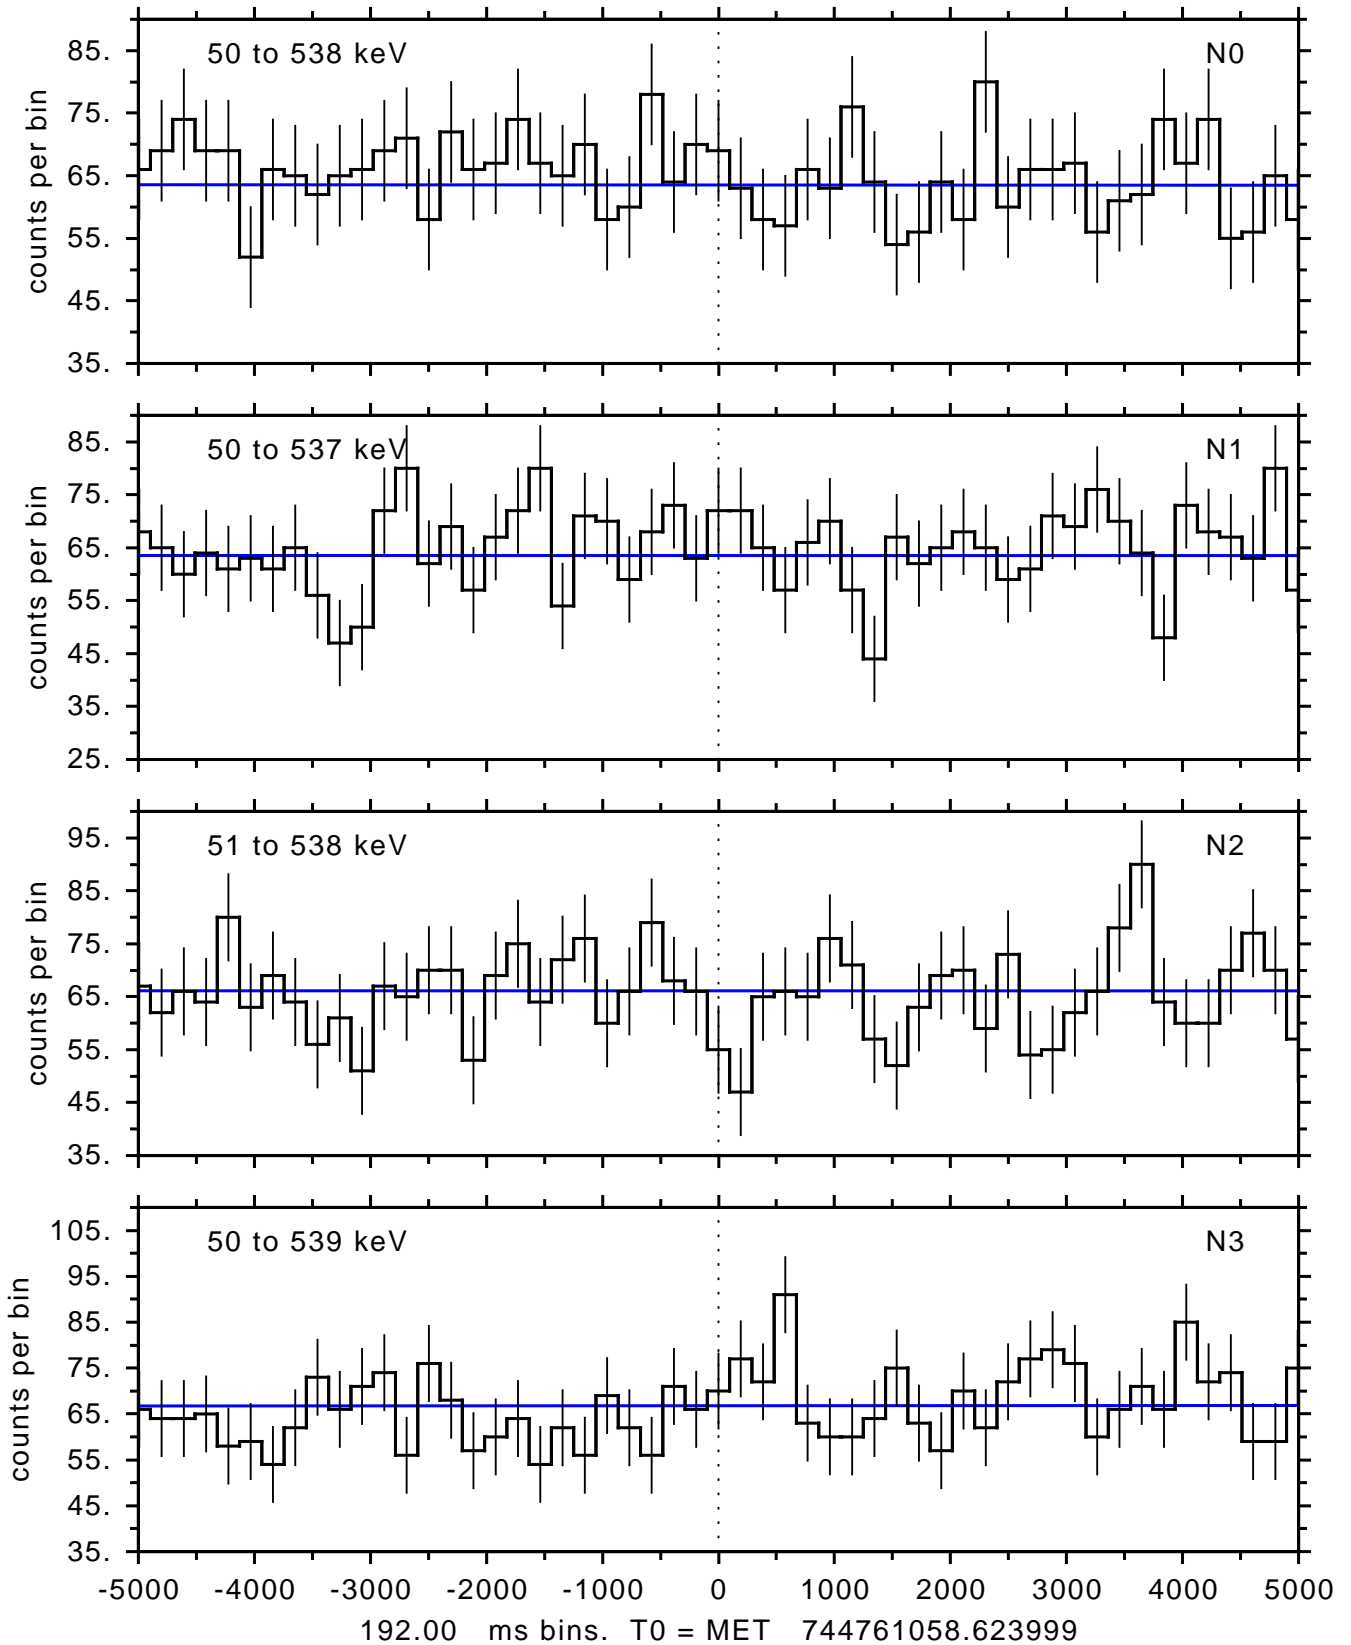 50 to 538 keV N0
85.
75.
65.
55.
45.
35.
counts per bin
50 to 537 keV N1
85.
75.
65.
55.
45.
35.
25.
counts per bin
51 to 538 keV N2
95.
85.
75.
65.
55.
45.
35.
counts per bin
50 to 539 keV N3
105.
95.
85.
75.
65.
55.
45.
35.
counts per bin
-5000 -4000 -3000 -2000 -1000 0 1000 2000 3000 4000 5000
192.00 ms bins. T0 = MET 744761058.623999